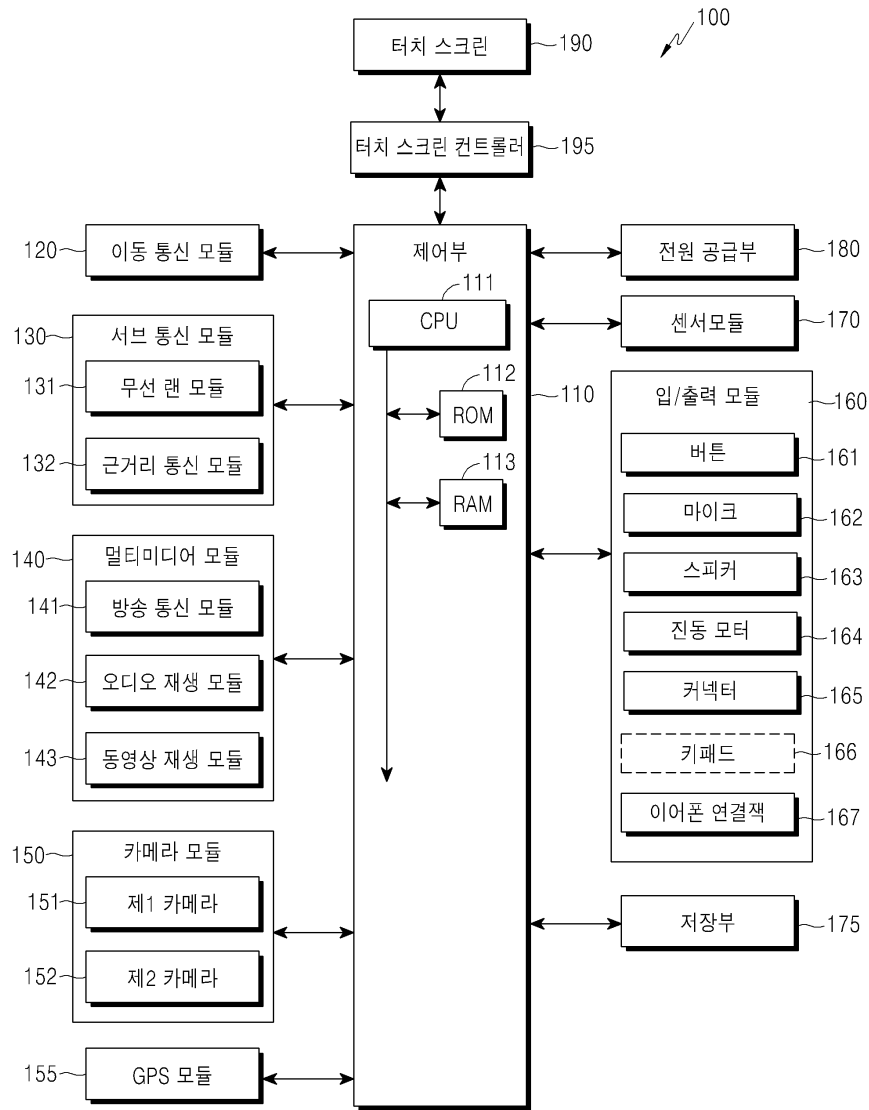 100
터치 스크린
190
터치 스크린 컨트롤러
195
120
이동 통신 모듈
제어부
전원 공급부
180
111
CPU
센서모듈
170
130
서브 통신 모듈
131
무선 랜 모듈
132
근거리 통신 모듈
112
ROM
110
113
RAM
입/출력 모듈
160
버튼
161
마이크
162
스피커
163
진동 모터
164
커넥터
165
키패드
166
이어폰 연결잭
167
140
멀티미디어 모듈
141
방송 통신 모듈
142
오디오 재생 모듈
143
동영상 재생 모듈
150
카메라 모듈
151
제1 카메라
152
제2 카메라
저장부
175
155
GPS 모듈